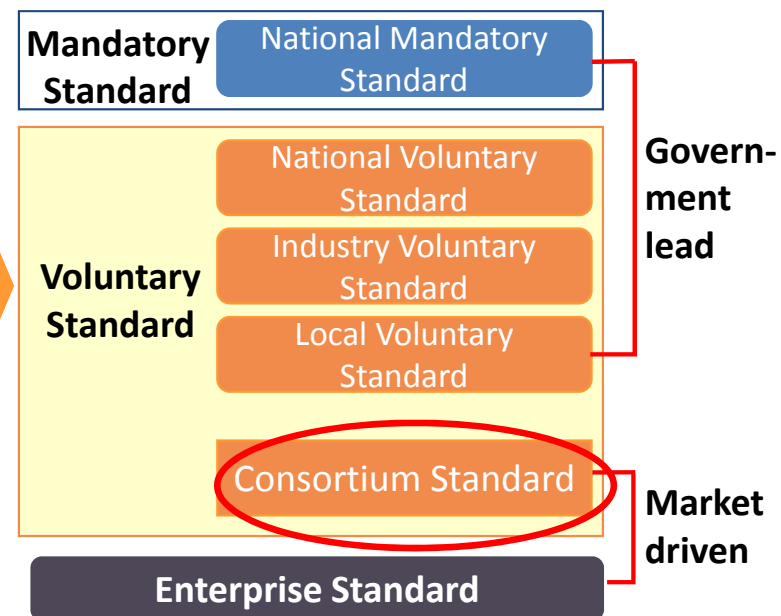 Mandatory
Standard
National Mandatory
Standard
National Voluntary
Standard
Industry Voluntary
Standard
Local Voluntary
Standard
Voluntary
Standard
Consortium Standard
Enterprise Standard
Govern-
ment
lead
Market
driven